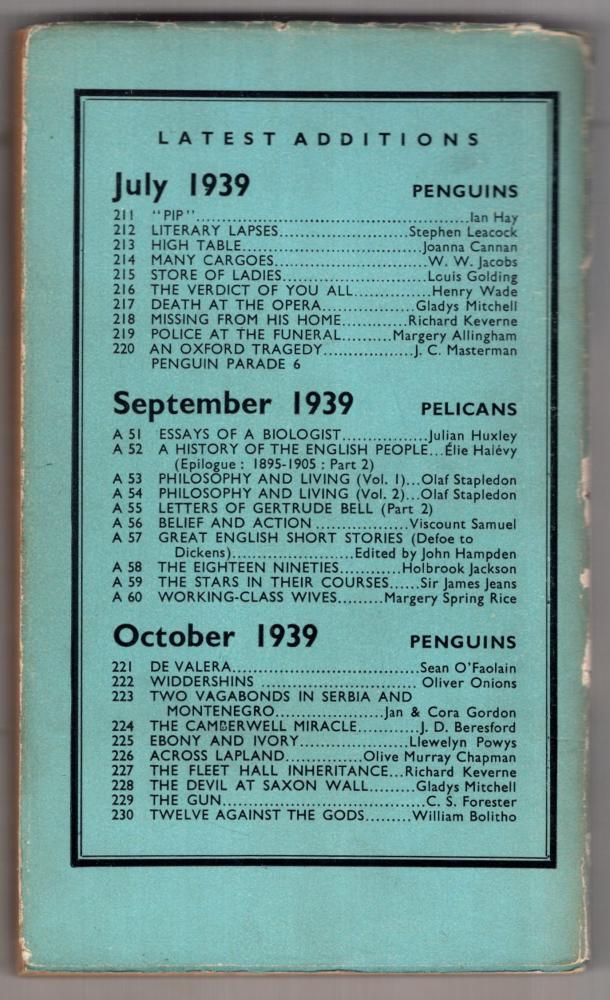 LATEST ADDITIONS
July 1939 PENGUINS
211 "PIP"..........................................Ian Hay
212 LITERARY LAPSES....................Stephen Leacock
213 HIGH TABLE............................Joanna Cannan
214 MANY CARGOES........................W. W. Jacobs
215 STORE OF LADIES......................Louis Golding
216 THE VERDICT OF YOU ALL............Henry Wade
217 DEATH AT THE OPERA...............Gladys Mitchell
218 MISSING FROM HIS HOME..........Richard Keverne
219 POLICE AT THE FUNERAL.........Margery Allingham
220 AN OXFORD TRAGEDY.................J. C. Masterman
PENGUIN PARADE 6
September 1939 PELICANS
A 51 ESSAYS OF A BIOLOGIST................Julian Huxley
A 52 A HISTORY OF THE ENGLISH PEOPLE...Élie Halévy
(Epilogue : 1895-1905 : Part 2)
A 53 PHILOSOPHY AND LIVING (Vol. 1)...Olaf Stapledon
A 54 PHILOSOPHY AND LIVING (Vol. 2)...Olaf Stapledon
A 55 LETTERS OF GERTRUDE BELL (Part 2)
A 56 BELIEF AND ACTION ................Viscount Samuel
A 57 GREAT ENGLISH SHORT STORIES (Defoe to
Dickens)......................Edited by John Hampden
A 58 THE EIGHTEEN NINETIES...........Holbrook Jackson
A 59 THE STARS IN THEIR COURSES......Sir James Jeans
A 60 WORKING-CLASS WIVES.........Margery Spring Rice
October 1939 PENGUINS
221 DE VALERA..............................Sean O'Faolain
222 WIDDERSHINS ........................ Oliver Onions
223 TWO VAGABONDS IN SERBIA AND
MONTENEGRO................Jan & Cora Gordon
224 THE CAMBERWELL MIRACLE.........J. D. Beresford
225 EBONY AND IVORY...................Llewelyn Powys
226 ACROSS LAPLAND.............Olive Murray Chapman
227 THE FLEET HALL INHERITANCE...Richard Keverne
228 THE DEVIL AT SAXON WALL........Gladys Mitchell
229 THE GUN...............................C. S. Forester
230 TWELVE AGAINST THE GODS.........William Bolitho